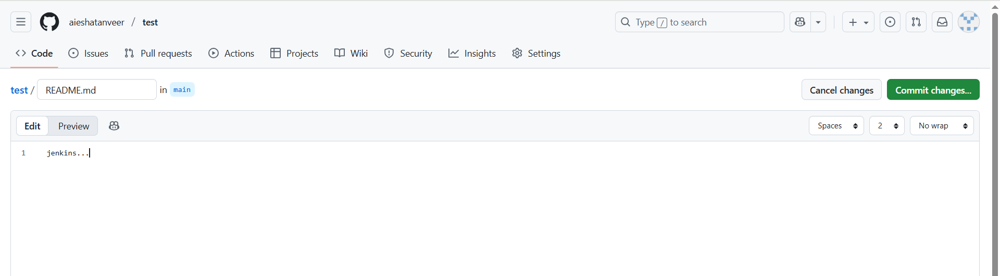 aieshatanveer / test
Type / to search
Code Issues Pull requests Actions Projects Wiki Security Insights Settings
test / README.md in main
Cancel changes Commit changes...
Edit Preview
Spaces 2 No wrap
1 jenkins...